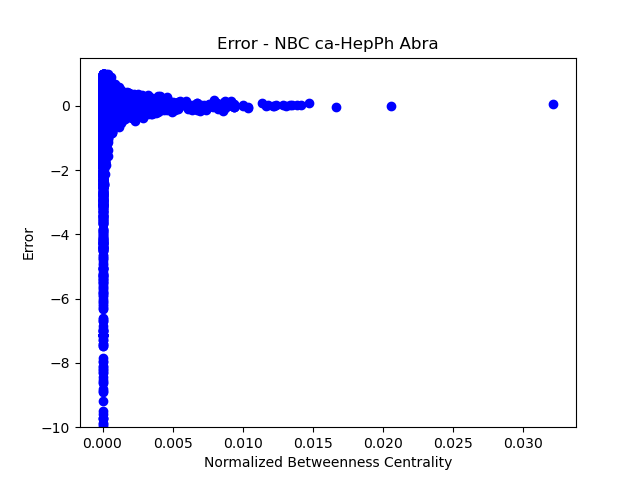 Error - NBC ca-HepPh Abra
0
−2
−4
−6
−8
−10
Error
0.000 0.005 0.010 0.015 0.020 0.025 0.030
Normalized Betweenness Centrality